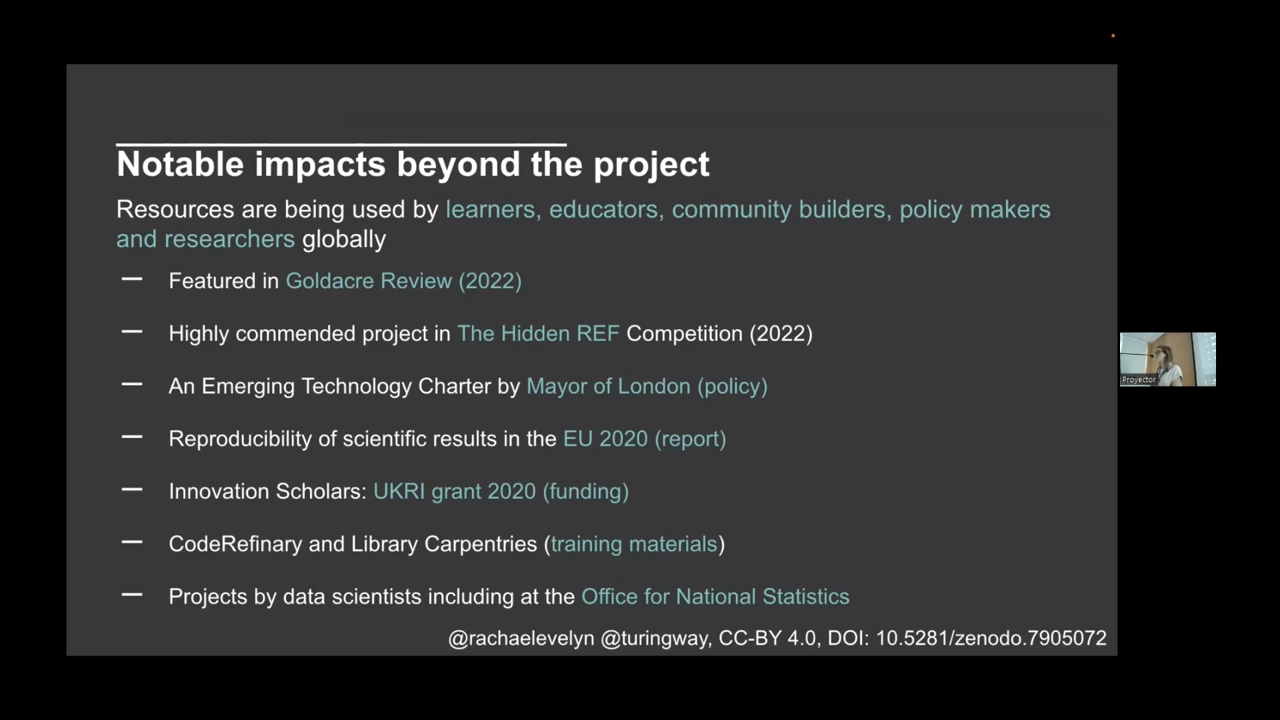 Notable impacts beyond the project
Resources are being used by learners, educators, community builders, policy makers
and researchers globally
— Featured in Goldacre Review (2022)
— Highly commended project in The Hidden REF Competition (2022)
— An Emerging Technology Charter by Mayor of London (policy)
— Reproducibility of scientific results in the EU 2020 (report)
— Innovation Scholars: UKRI grant 2020 (funding)
— CodeRefinary and Library Carpentries (training materials)
— Projects by data scientists including at the Office for National Statistics
@rachaelevelyn @turingway, CC-BY 4.0, DOI: 10.5281/zenodo.7905072
Proyector